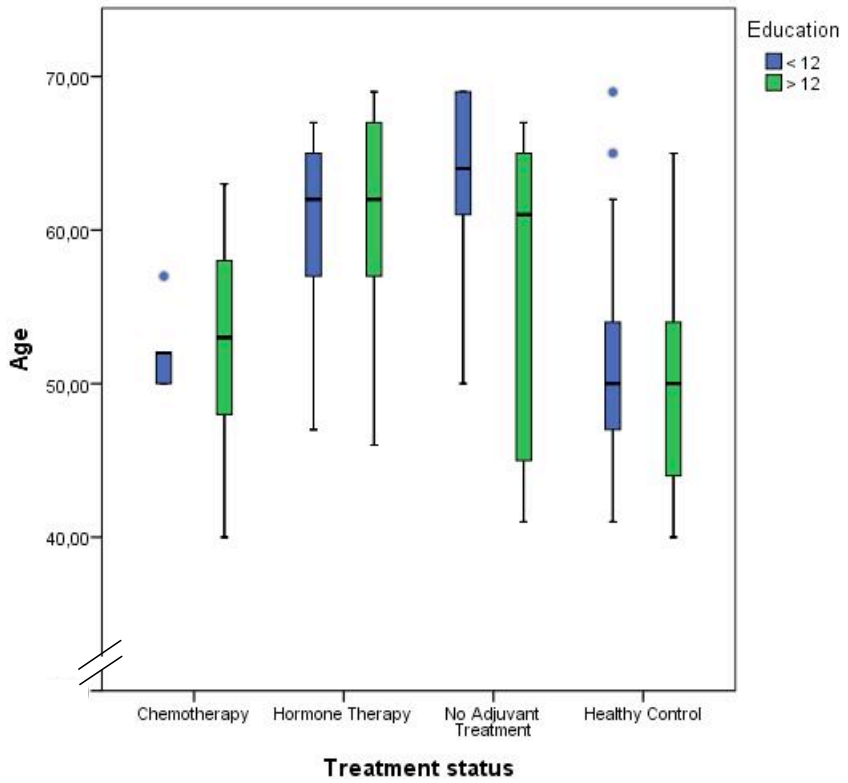 Education
< 12
> 12
70,00
60,00
50,00
40,00
Age
Chemotherapy
Hormone Therapy
No Adjuvant
Treatment
Healthy Control
Treatment status